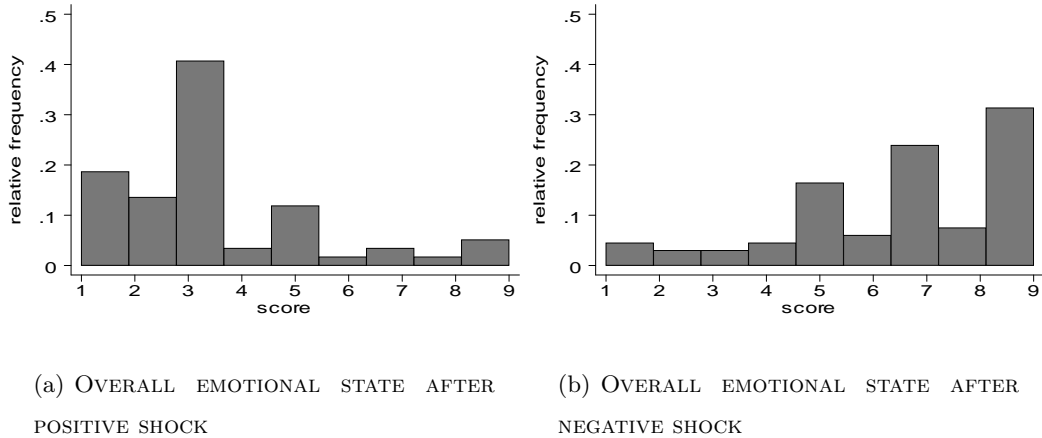 .5
.4
.3
.2
.1
0
relative frequency
1 2 3 4 5 6 7 8 9
score
.5
.4
.3
.2
.1
0
relative frequency
1 2 3 4 5 6 7 8 9
score
(a) OVERALL EMOTIONAL STATE AFTER
POSITIVE SHOCK
(b) OVERALL EMOTIONAL STATE AFTER
NEGATIVE SHOCK